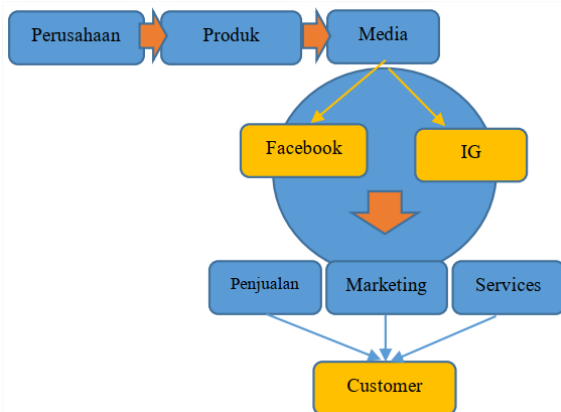 Perusahaan
Produk
Media
Facebook
IG
Penjualan
Marketing
Services
Customer